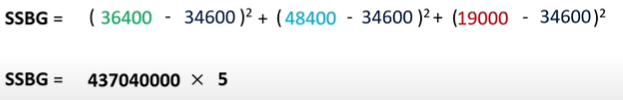 SSBG = ( 36400 - 34600 )² + ( 48400 - 34600 )² + (19000 - 34600)²
SSBG = 437040000 × 5